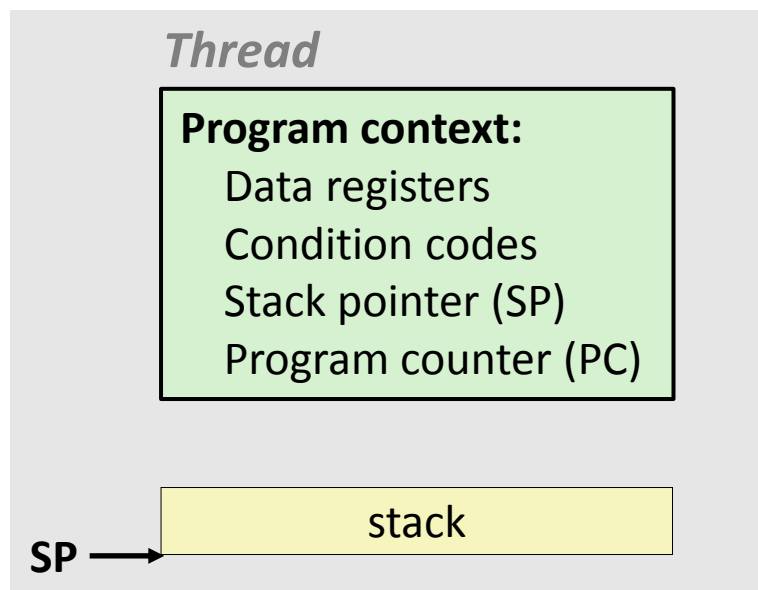 Thread
Program context:
Data registers
Condition codes
Stack pointer (SP)
Program counter (PC)
stack
SP